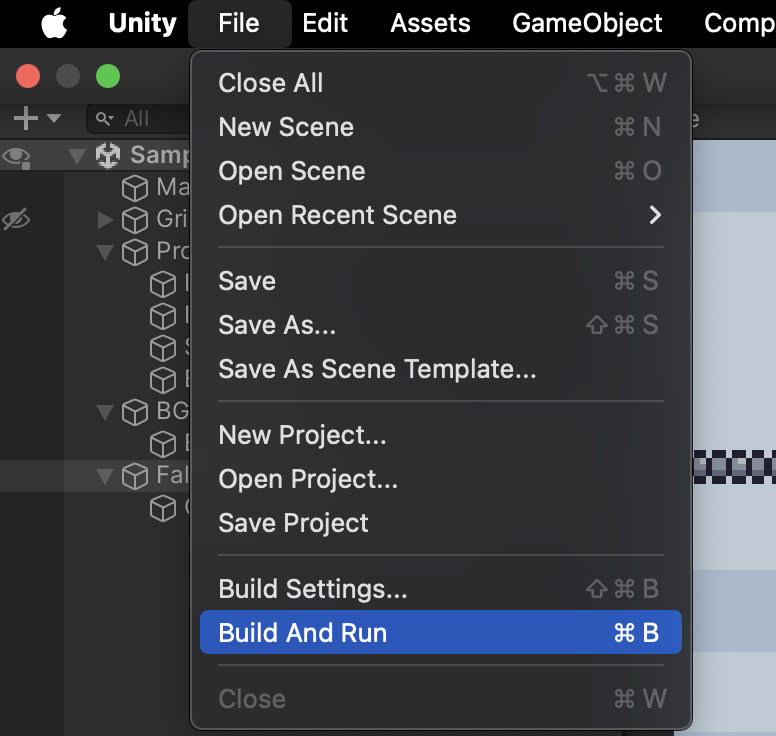 Unity File Edit Assets GameObject Comp
Close All ⌥⌘W
All
New Scene ⌘N
Samp
Open Scene ⌘O
Ma
Open Recent Scene
Gri
Pro
Save ⌘S
Save As... ⇧⌘S
Save As Scene Template...
BG
New Project...
Fal
Open Project...
Save Project
Build Settings... ⇧⌘B
Build And Run ⌘B
Close ⌘W